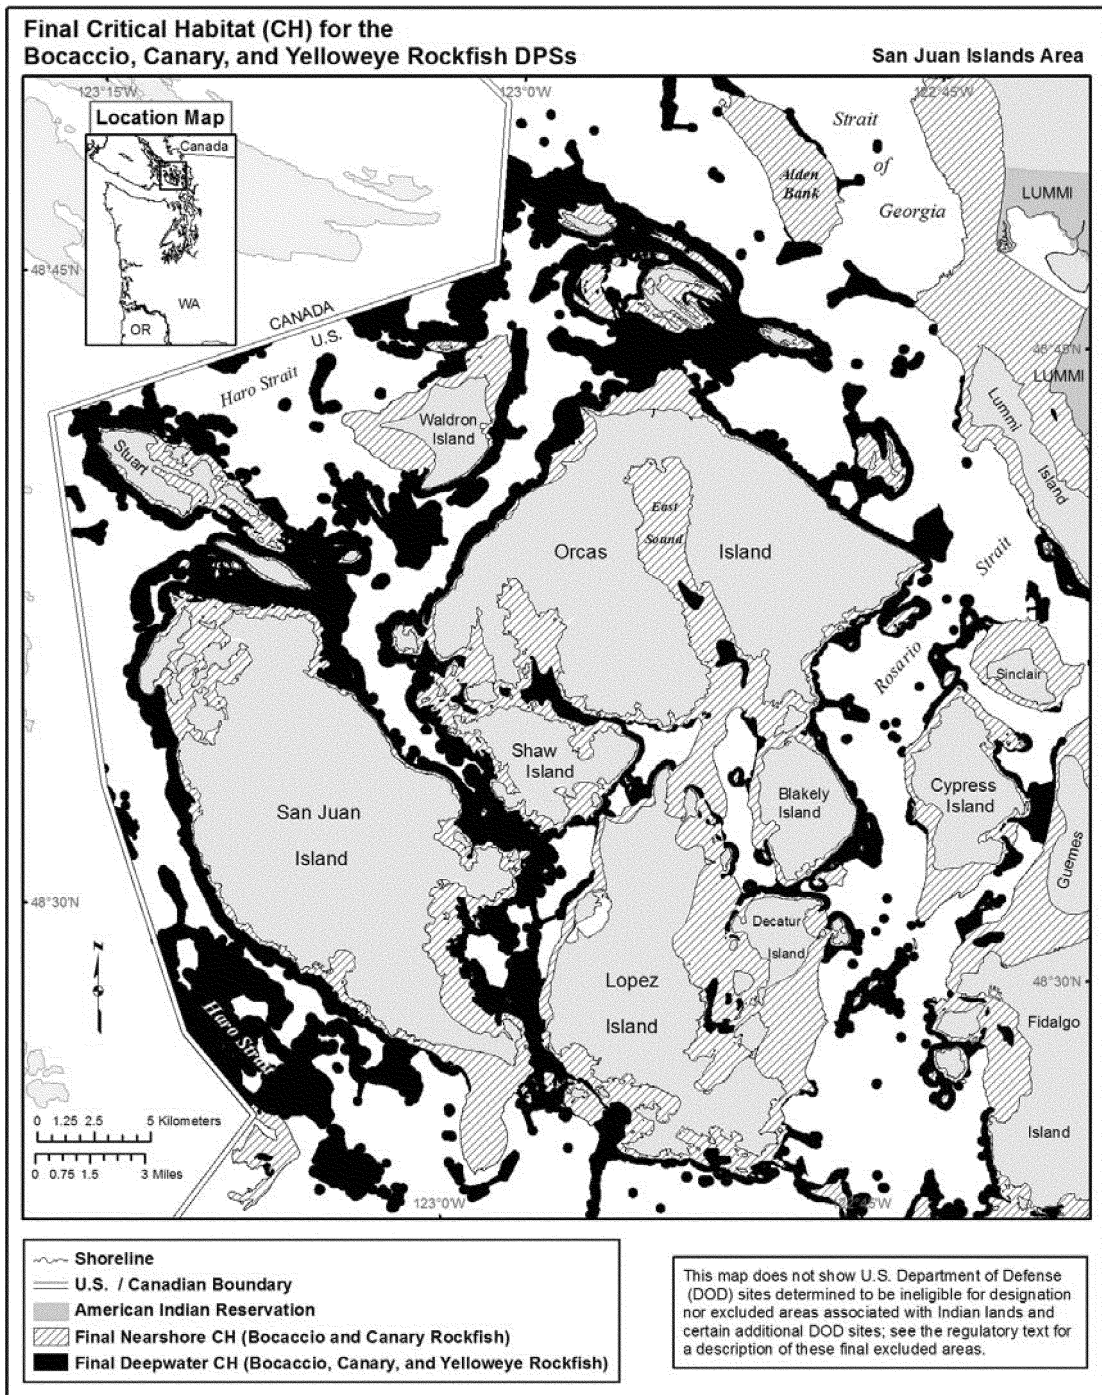 Final Critical Habitat (CH) for the
Bocaccio, Canary, and Yelloweye Rockfish DPSs
San Juan Islands Area
123°15'W
123°0'W
122°45'W
Location Map
Canada
WA
OR
Strait
of
Georgia
Alden
Bank
LUMMI
48°45'N
CANADA
U.S.
48°45'N
LUMMI
Haro Strait
Waldron
Island
Lummi
Island
Stuart
East
Sound
Orcas
Island
Strait
Rosario
Sinclair
Shaw
Island
San Juan
Island
Blakely
Island
Cypress
Island
Guemes
48°30'N
Decatur
Island
Lopez
Island
48°30'N
Fidalgo
Island
N
Haro Strait
0 1.25 2.5 5 Kilometers
0 0.75 1.5 3 Miles
123°0'W
122°45'W
Shoreline
U.S. / Canadian Boundary
American Indian Reservation
Final Nearshore CH (Bocaccio and Canary Rockfish)
Final Deepwater CH (Bocaccio, Canary, and Yelloweye Rockfish)
This map does not show U.S. Department of Defense
(DOD) sites determined to be ineligible for designation
nor excluded areas associated with Indian lands and
certain additional DOD sites; see the regulatory text for
a description of these final excluded areas.